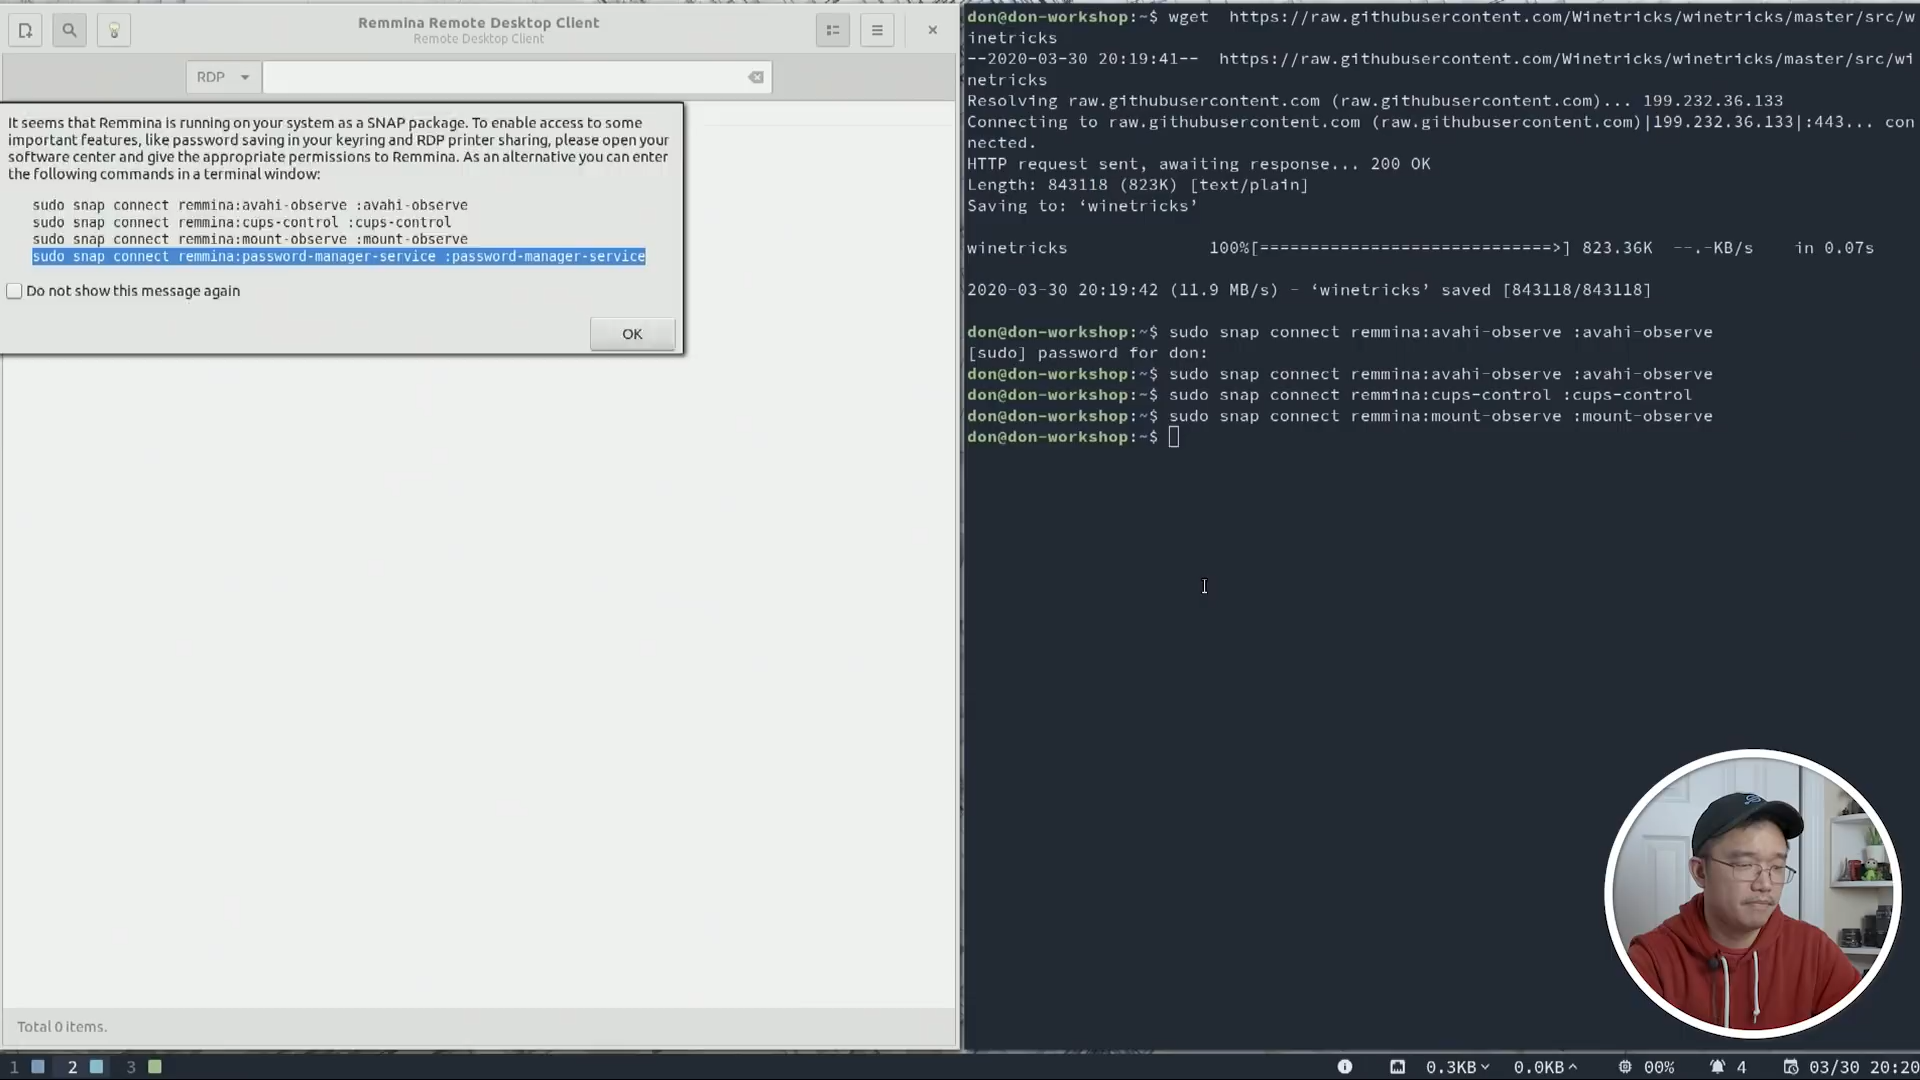 Remmina Remote Desktop Client
Remote Desktop Client
RDP
It seems that Remmina is running on your system as a SNAP package. To enable access to some
important features, like password saving in your keyring and RDP printer sharing, please open your
software center and give the appropriate permissions to Remmina. As an alternative you can enter
the following commands in a terminal window:
sudo snap connect remmina:avahi-observe :avahi-observe
sudo snap connect remmina:cups-control :cups-control
sudo snap connect remmina:mount-observe :mount-observe
sudo snap connect remmina:password-manager-service :password-manager-service
Do not show this message again
OK
Total 0 items.
don@don-workshop:~$ wget  https://raw.githubusercontent.com/Winetricks/winetricks/master/src/w
inetricks
--2020-03-30 20:19:41--  https://raw.githubusercontent.com/Winetricks/winetricks/master/src/wi
netricks
Resolving raw.githubusercontent.com (raw.githubusercontent.com)... 199.232.36.133
Connecting to raw.githubusercontent.com (raw.githubusercontent.com)|199.232.36.133|:443... con
nected.
HTTP request sent, awaiting response... 200 OK
Length: 843118 (823K) [text/plain]
Saving to: ‘winetricks’
winetricks 100%[=============================>] 823.36K --.-KB/s in 0.07s
2020-03-30 20:19:42 (11.9 MB/s) - ‘winetricks’ saved [843118/843118]
don@don-workshop:~$ sudo snap connect remmina:avahi-observe :avahi-observe
[sudo] password for don:
don@don-workshop:~$ sudo snap connect remmina:avahi-observe :avahi-observe
don@don-workshop:~$ sudo snap connect remmina:cups-control :cups-control
don@don-workshop:~$ sudo snap connect remmina:mount-observe :mount-observe
don@don-workshop:~$
1 2 3 0.3KB 0.0KB 00% 4 03/30 20:20